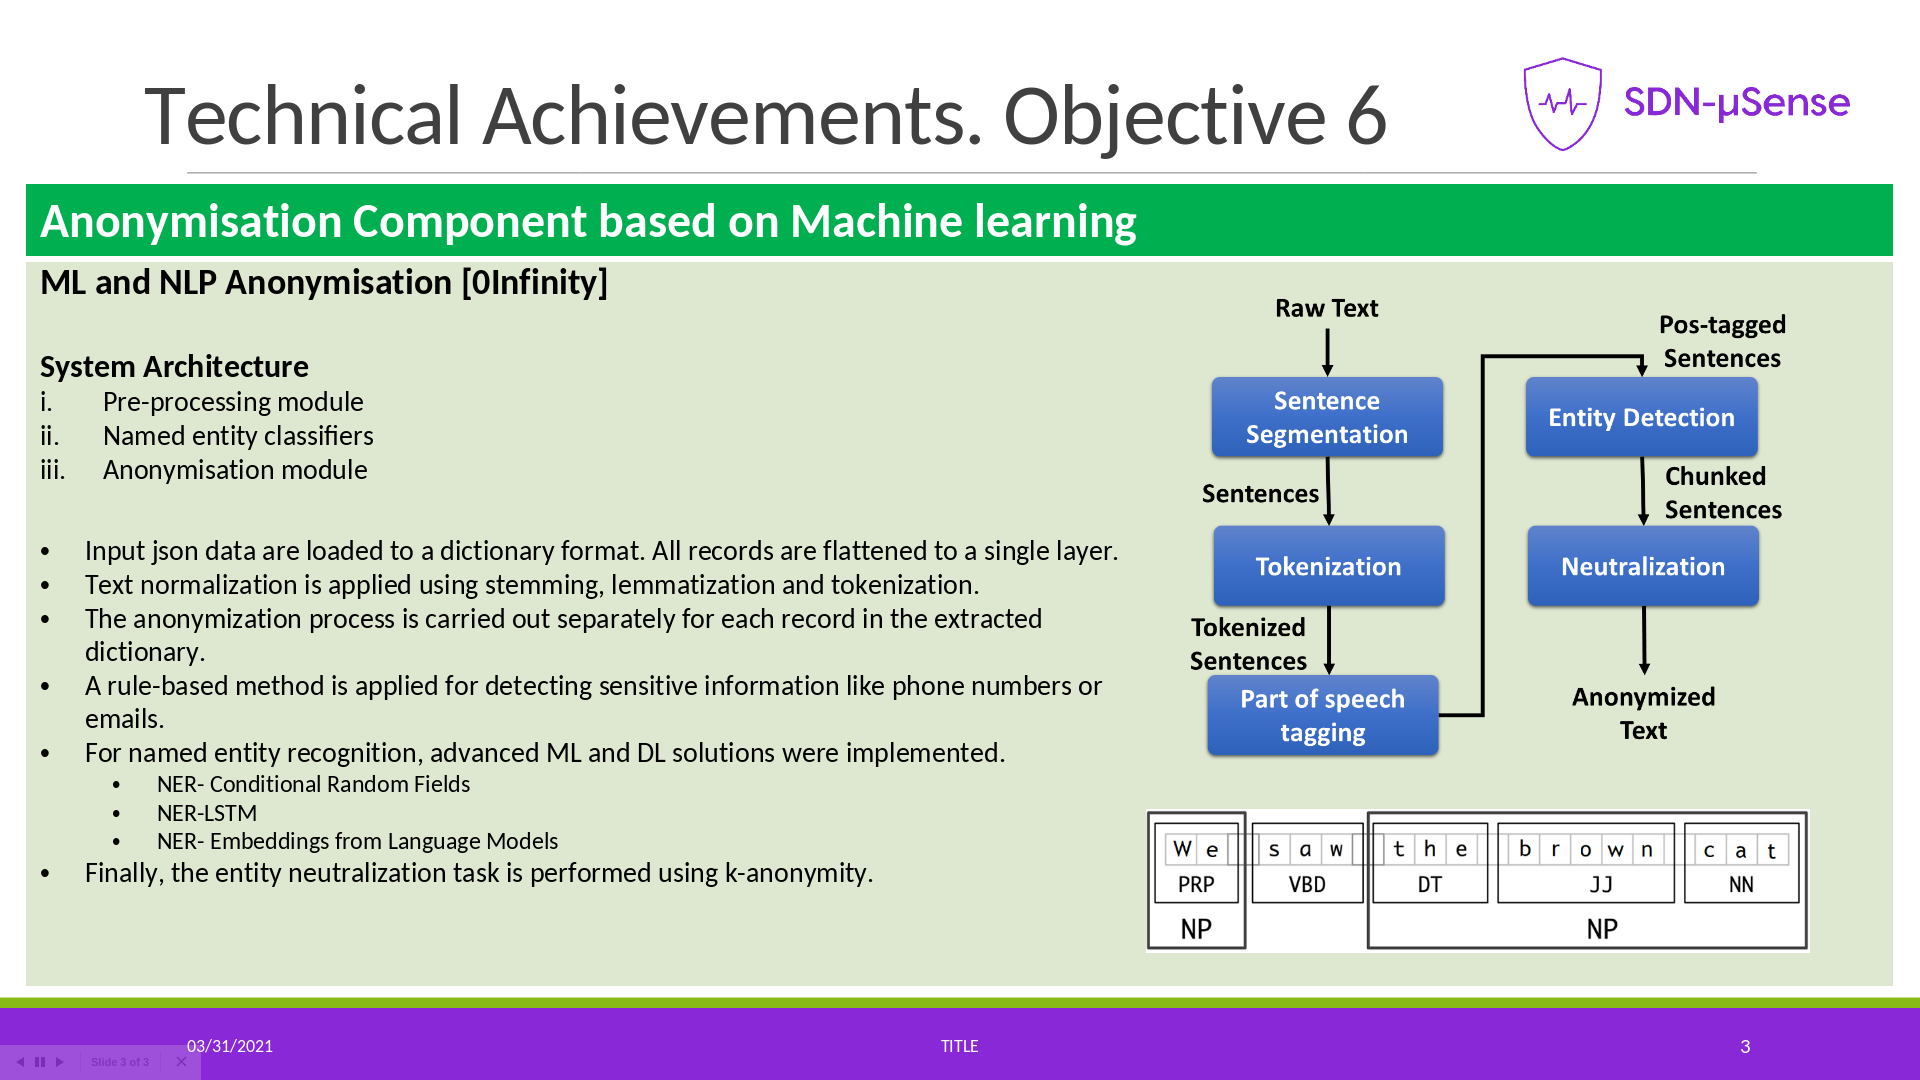 Technical Achievements. Objective 6
SDN-µSense
Anonymisation Component based on Machine learning
ML and NLP Anonymisation [0Infinity]
System Architecture
i. Pre-processing module
ii. Named entity classifiers
iii. Anonymisation module
• Input json data are loaded to a dictionary format. All records are flattened to a single layer.
• Text normalization is applied using stemming, lemmatization and tokenization.
• The anonymization process is carried out separately for each record in the extracted
dictionary.
• A rule-based method is applied for detecting sensitive information like phone numbers or
emails.
• For named entity recognition, advanced ML and DL solutions were implemented.
• NER- Conditional Random Fields
• NER-LSTM
• NER- Embeddings from Language Models
• Finally, the entity neutralization task is performed using k-anonymity.
Raw Text
Sentence
Segmentation
Sentences
Tokenization
Tokenized
Sentences
Part of speech
tagging
Pos-tagged
Sentences
Entity Detection
Chunked
Sentences
Neutralization
Anonymized
Text
We saw the brown cat
PRP VBD DT JJ NN
NP NP
03/31/2021
TITLE
3
Slide 3 of 3